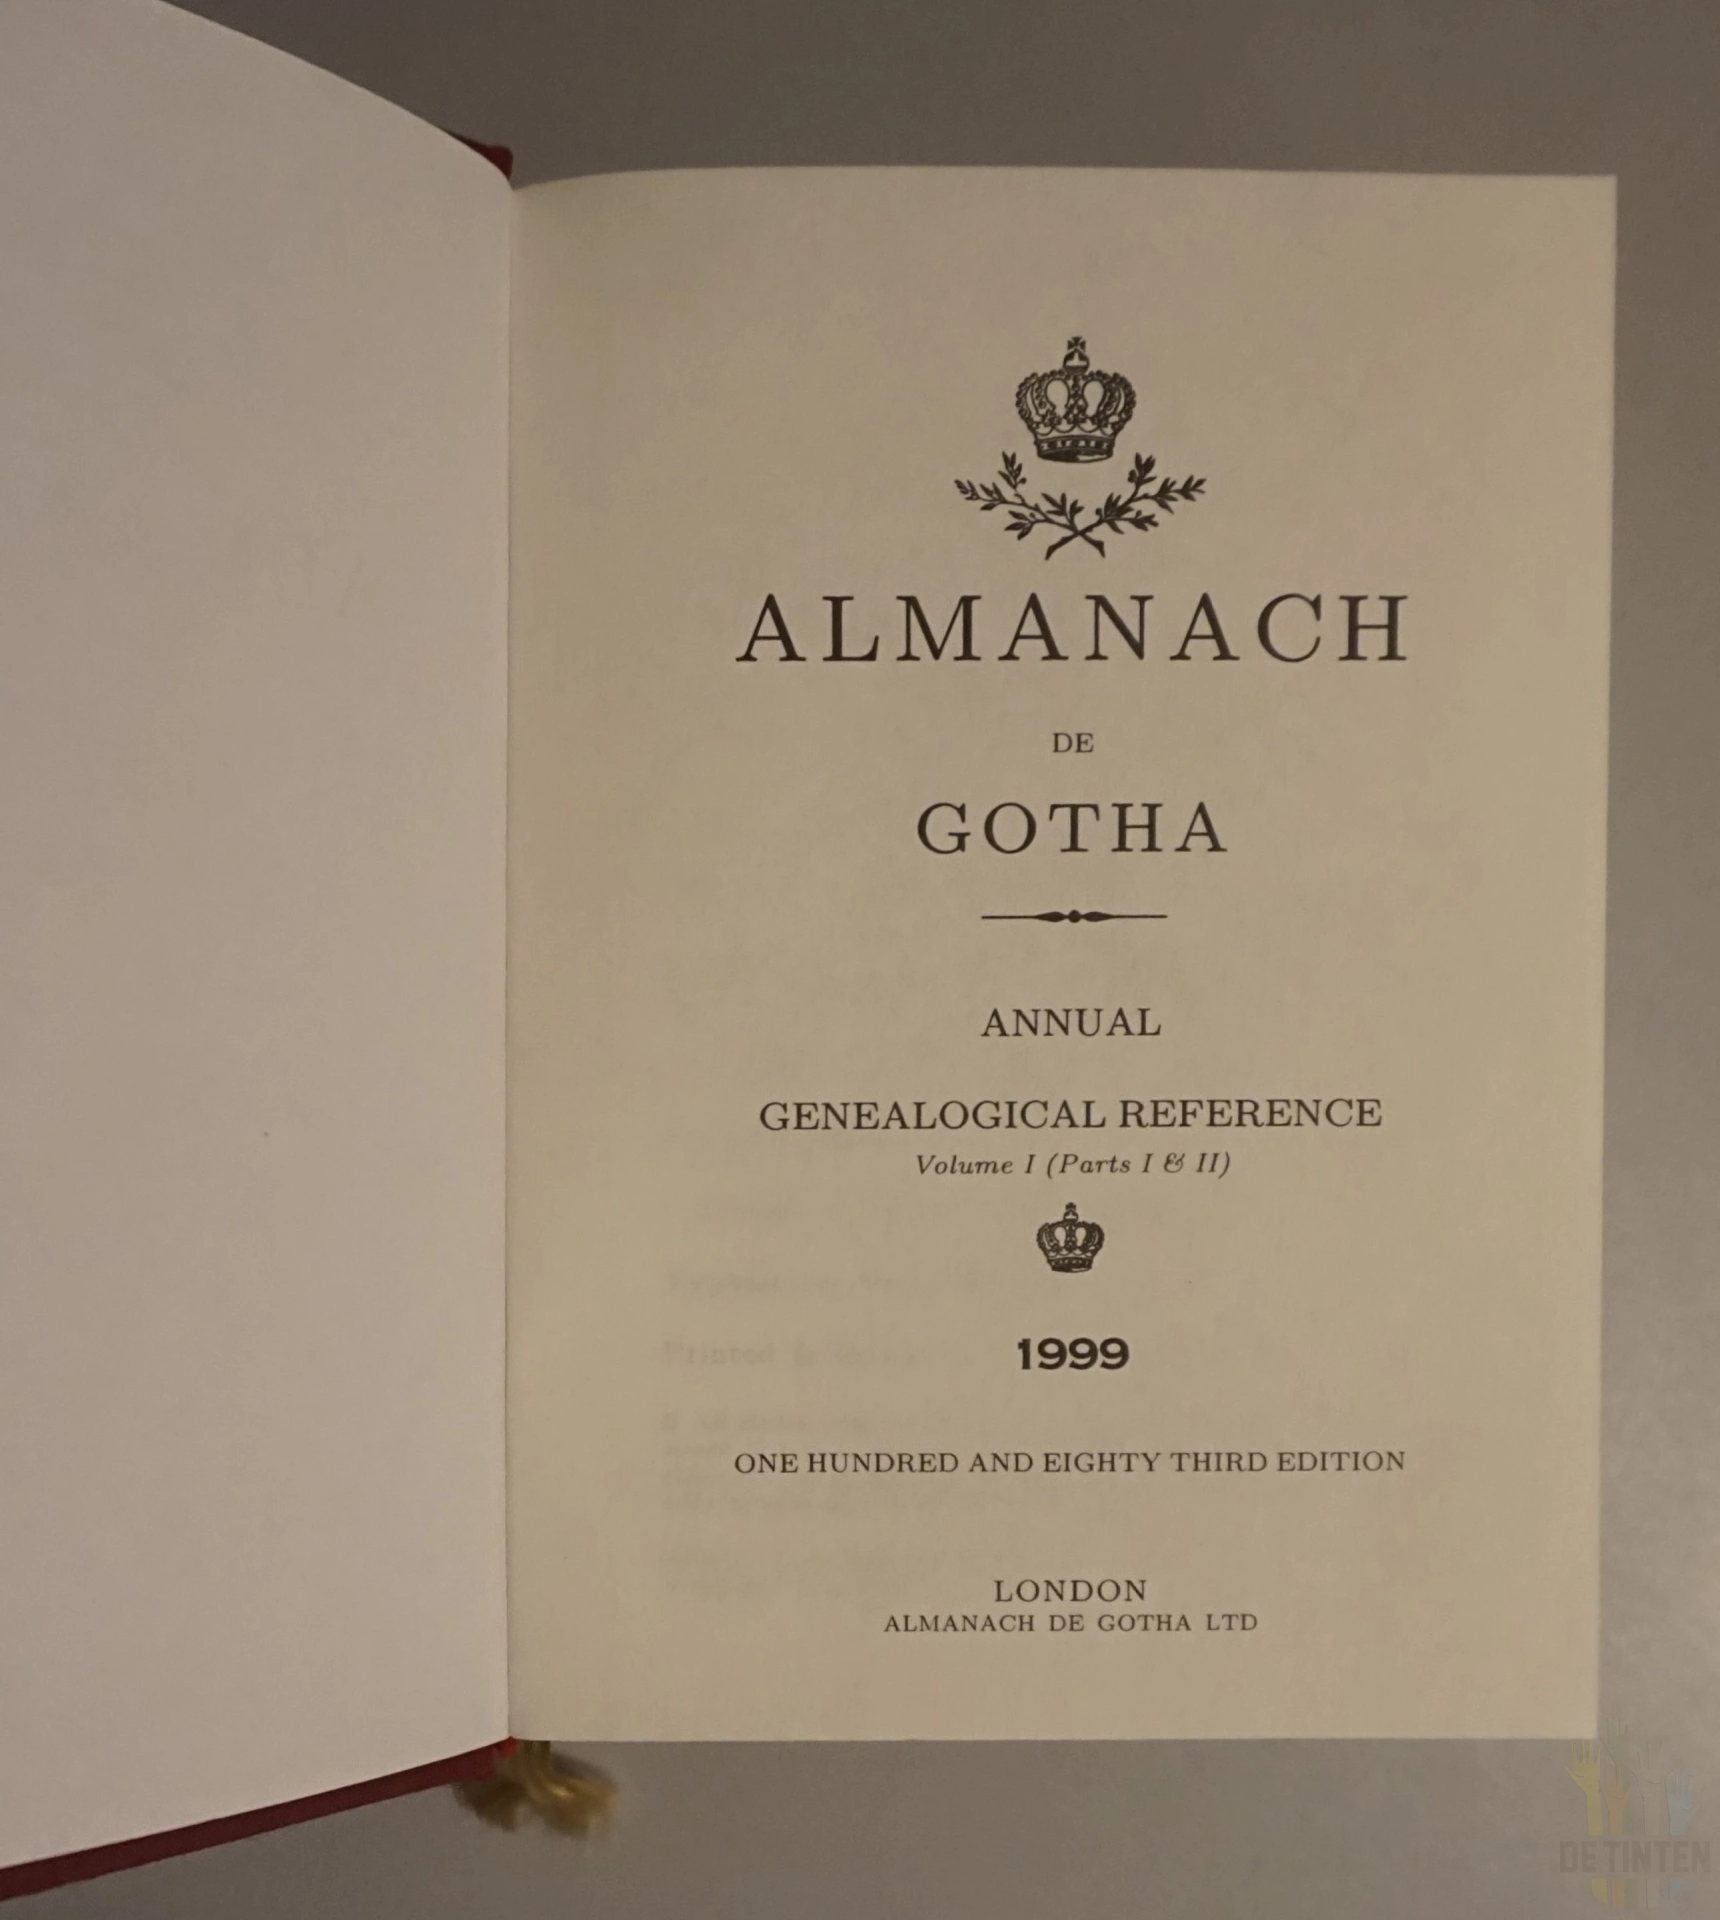 ALMANACH
DE
GOTHA
ANNUAL
GENEALOGICAL REFERENCE
Volume I (Parts I & II)
1999
ONE HUNDRED AND EIGHTY THIRD EDITION
LONDON
ALMANACH DE GOTHA LTD
DE TINTEN